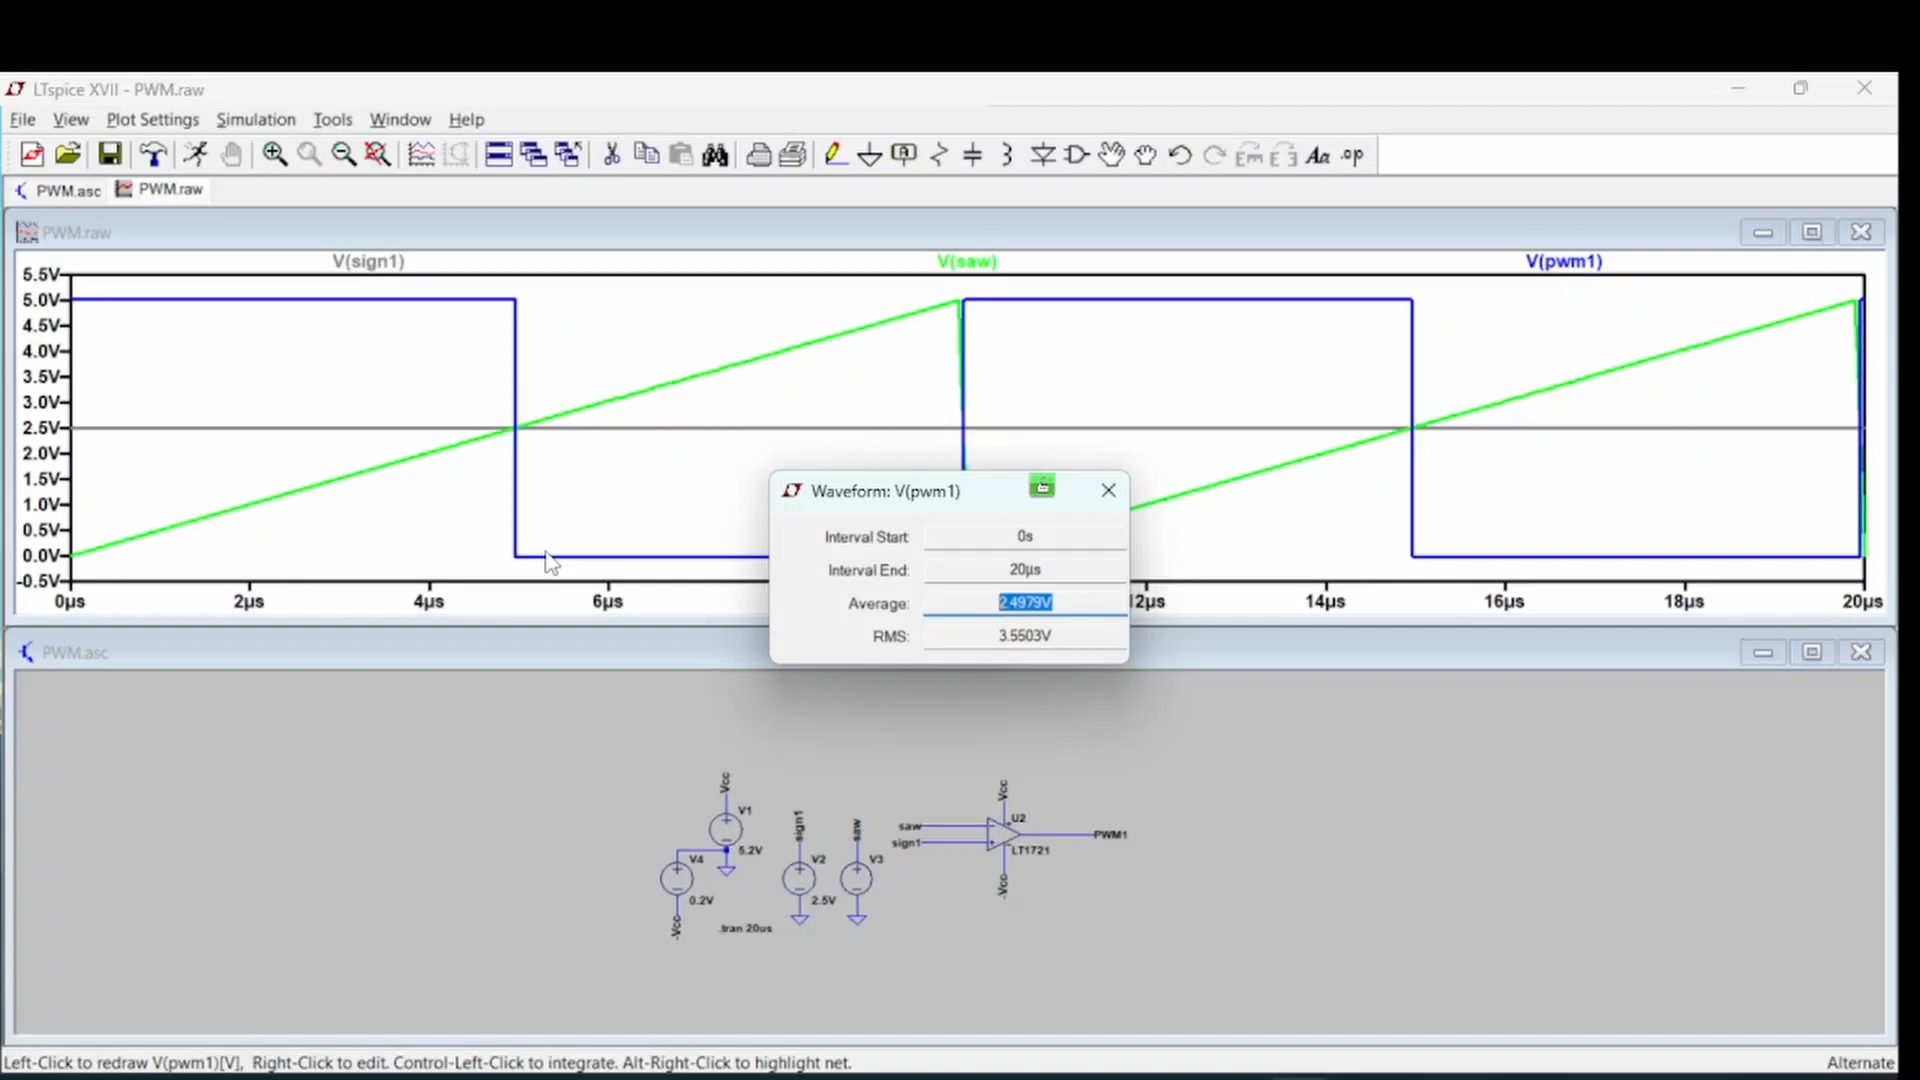 LTspice XVII - PWM.raw
File View Plot Settings Simulation Tools Window Help
Aa .op
PWM.asc PWM.raw
PWM.raw
V(sign1) V(saw) V(pwm1)
5.5V
5.0V
4.5V
4.0V
3.5V
3.0V
2.5V
2.0V
1.5V
1.0V
0.5V
0.0V
-0.5V
0µs 2µs 4µs 6µs 12µs 14µs 16µs 18µs 20µs
Waveform: V(pwm1)
Interval Start: 0s
Interval End: 20µs
Average: 2.4979V
RMS: 3.5503V
PWM.asc
Vcc
V1
5.2V
V4
0.2V
-Vcc
.tran 20us
sign1
V2
2.5V
saw
V3
saw
sign1
Vcc
U2
LT1721
-Vcc
PWM1
Left-Click to redraw V(pwm1)[V], Right-Click to edit. Control-Left-Click to integrate. Alt-Right-Click to highlight net.
Alternate